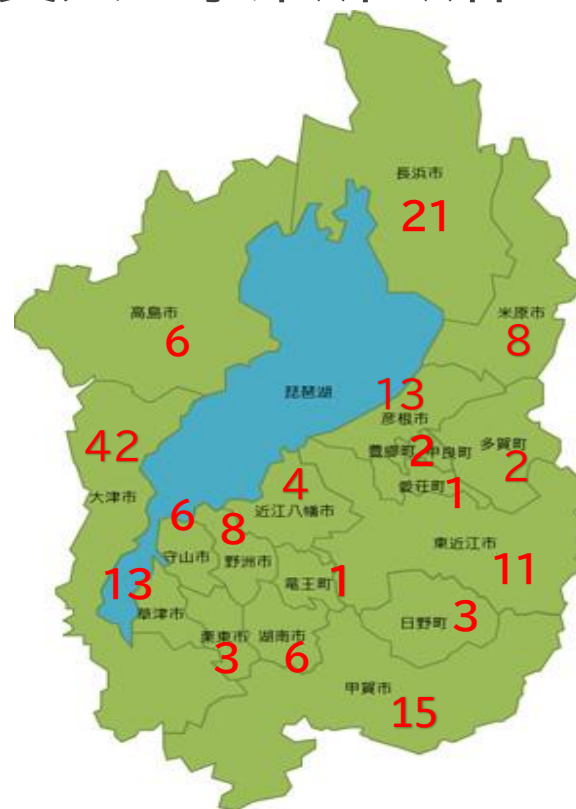 長浜市
21
高島市
6
米原市
8
琵琶湖
13
彦根市
豊郷町
2
甲良町
多賀町
2
42
大津市
4
近江八幡市
愛荘町
1
6
守山市
8
野洲市
東近江市
11
13
草津市
竜王町
1
日野町
3
栗東市
3
湖南市
6
甲賀市
15